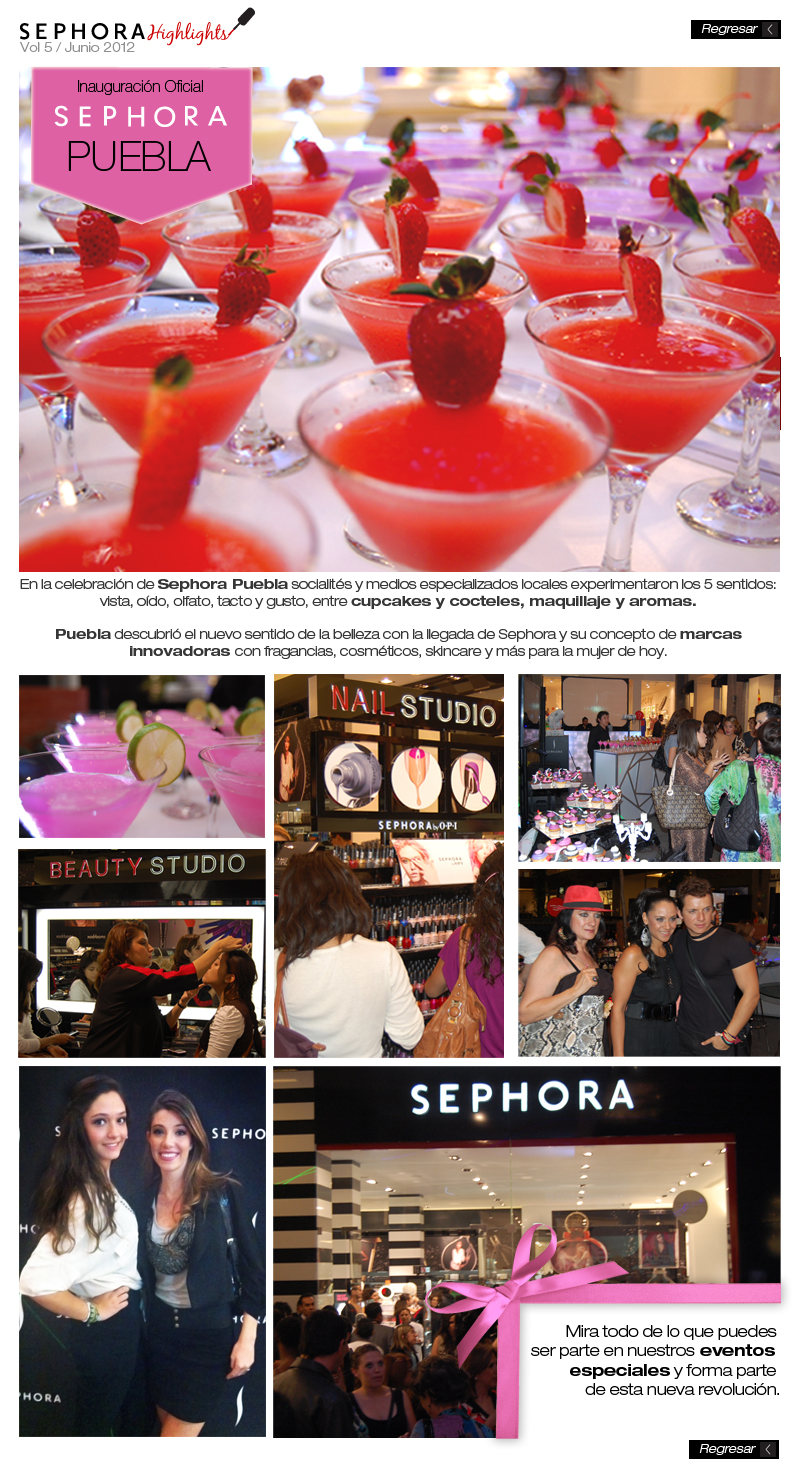 SEPHORA Highlights
Vol 5 / Junio 2012
Regresar
Inauguración Oficial
SEPHORA
PUEBLA
En la celebración de Sephora Puebla socialités y medios especializados locales experimentaron los 5 sentidos:
vista, oído, olfato, tacto y gusto, entre cupcakes y cocteles, maquillaje y aromas.
Puebla descubrió el nuevo sentido de la belleza con la llegada de Sephora y su concepto de marcas
innovadoras con fragancias, cosméticos, skincare y más para la mujer de hoy.
NAIL STUDIO
SEPHORA by O·P·I
SEPHORA
BEAUTY STUDIO
SEPHO
HORA
SEPHORA
Mira todo de lo que puedes
ser parte en nuestros eventos
especiales y forma parte
de esta nueva revolución.
Regresar